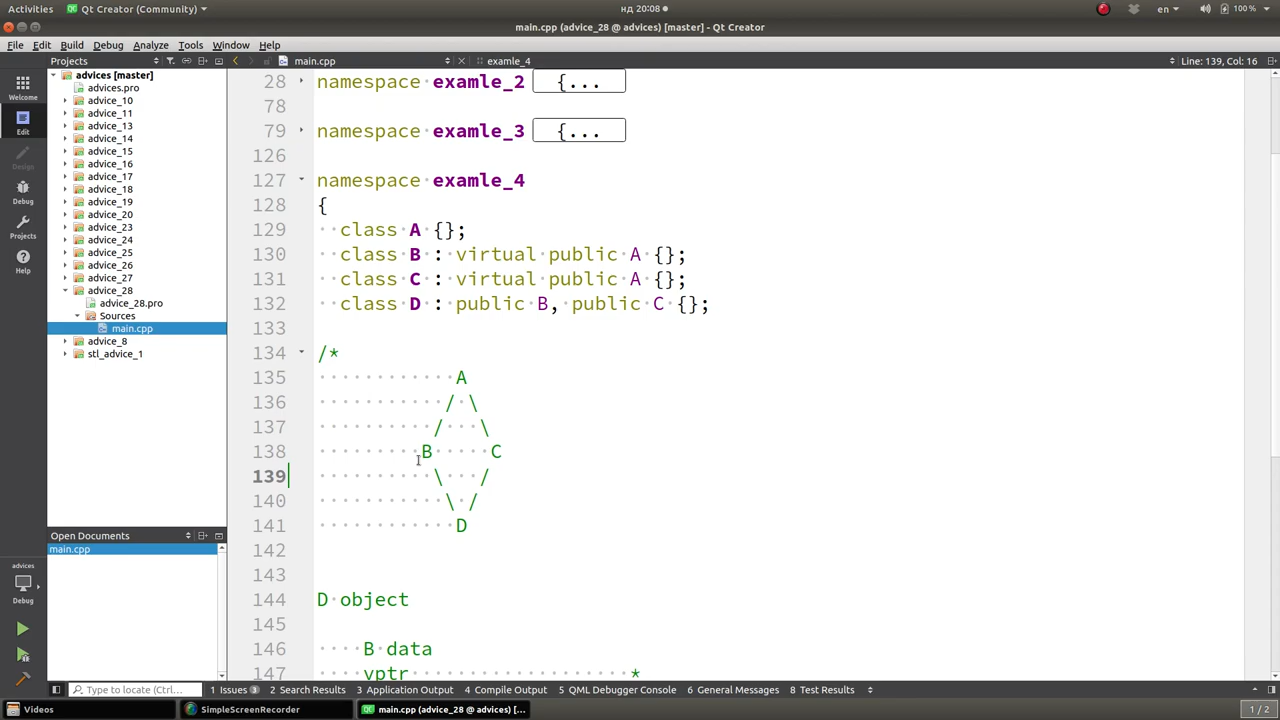 Activities Qt Creator (Community) нд 20:08 en 100 %
main.cpp (advice_28 @ advices) [master] - Qt Creator
File Edit Build Debug Analyze Tools Window Help
Projects main.cpp examle_4 Line: 139, Col: 16
Welcome
Edit
Design
Debug
Projects
Help
advices
Debug
advices [master]
advices.pro
advice_10
advice_11
advice_13
advice_14
advice_15
advice_16
advice_17
advice_18
advice_19
advice_20
advice_23
advice_24
advice_25
advice_26
advice_27
advice_28
advice_28.pro
Sources
main.cpp
advice_8
stl_advice_1
Open Documents
main.cpp
28 namespace examle_2 {...
78
79 namespace examle_3 {...
126
127 namespace examle_4
128 {
129 class A {};
130 class B : virtual public A {};
131 class C : virtual public A {};
132 class D : public B, public C {};
133
134 /*
135 A
136 / \
137 / \
138 B C
139 \ /
140 \ /
141 D
142
143
144 D object
145
146 B data
147 vptr *
Type to locate (Ctrl... 1 Issues 3 2 Search Results 3 Application Output 4 Compile Output 5 QML Debugger Console 6 General Messages 8 Test Results
Videos SimpleScreenRecorder main.cpp (advice_28 @ advices) [... 1 / 2